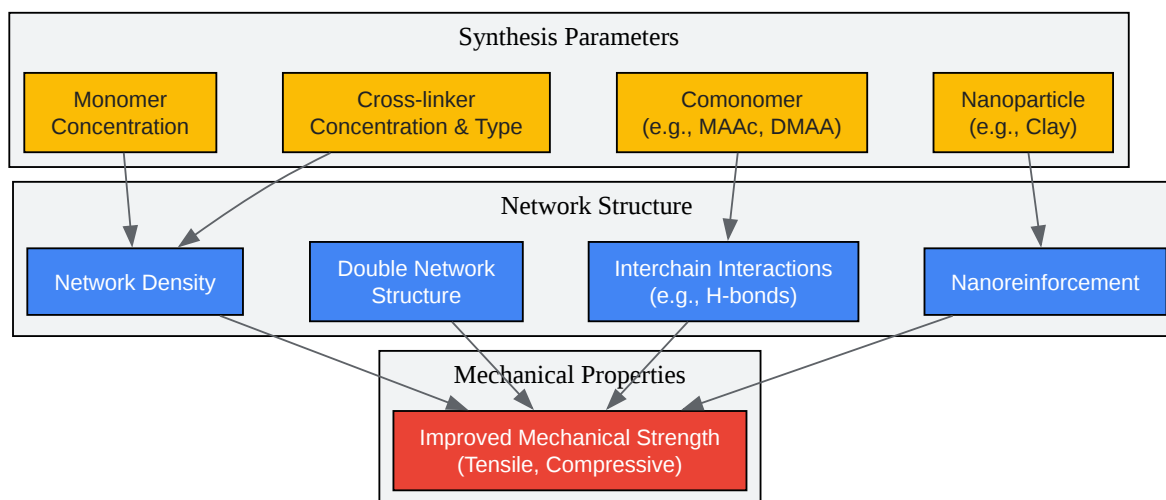 Synthesis Parameters
Monomer
Concentration
Cross-linker
Concentration & Type
Comonomer
(e.g., MAAc, DMAA)
Nanoparticle
(e.g., Clay)
Network Structure
Network Density
Double Network
Structure
Interchain Interactions
(e.g., H-bonds)
Nanoreinforcement
Mechanical Properties
Improved Mechanical Strength
(Tensile, Compressive)